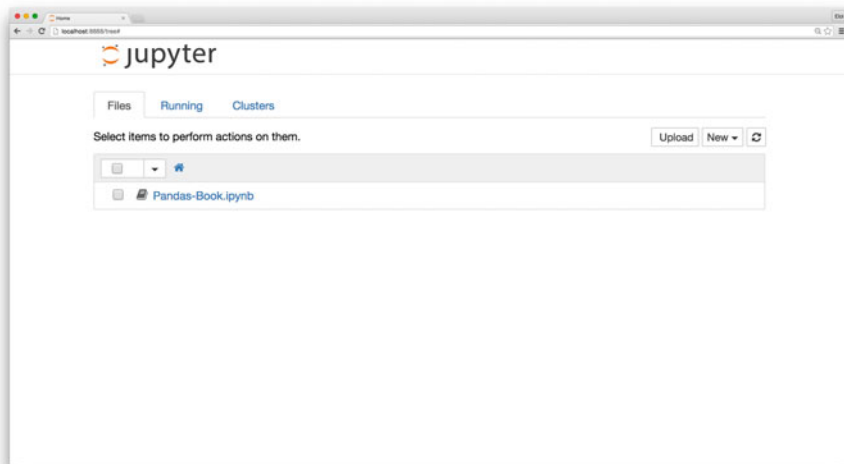 Home
localhost:8888/tree#
jupyter
Files Running Clusters
Select items to perform actions on them.
Upload New
Pandas-Book.ipynb